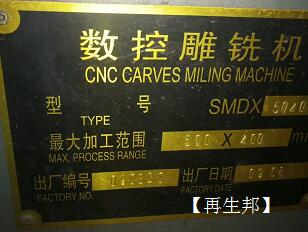 数控雕铣机
CNC CARVES MILING MACHINE
型 号 SMDX 5040
TYPE
最大加工范围 500 X 400
MAX. PROCESS RANGE
出厂编号 出厂日期
FACTORY NO. FACTORY DATE
【再生邦】